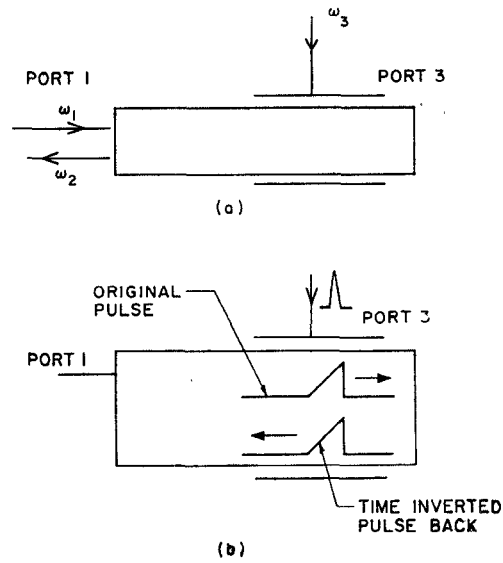 ω3
PORT 1
PORT 3
ω1
ω2
(a)
ORIGINAL
PULSE
PORT 3
PORT 1
TIME INVERTED
PULSE BACK
(b)